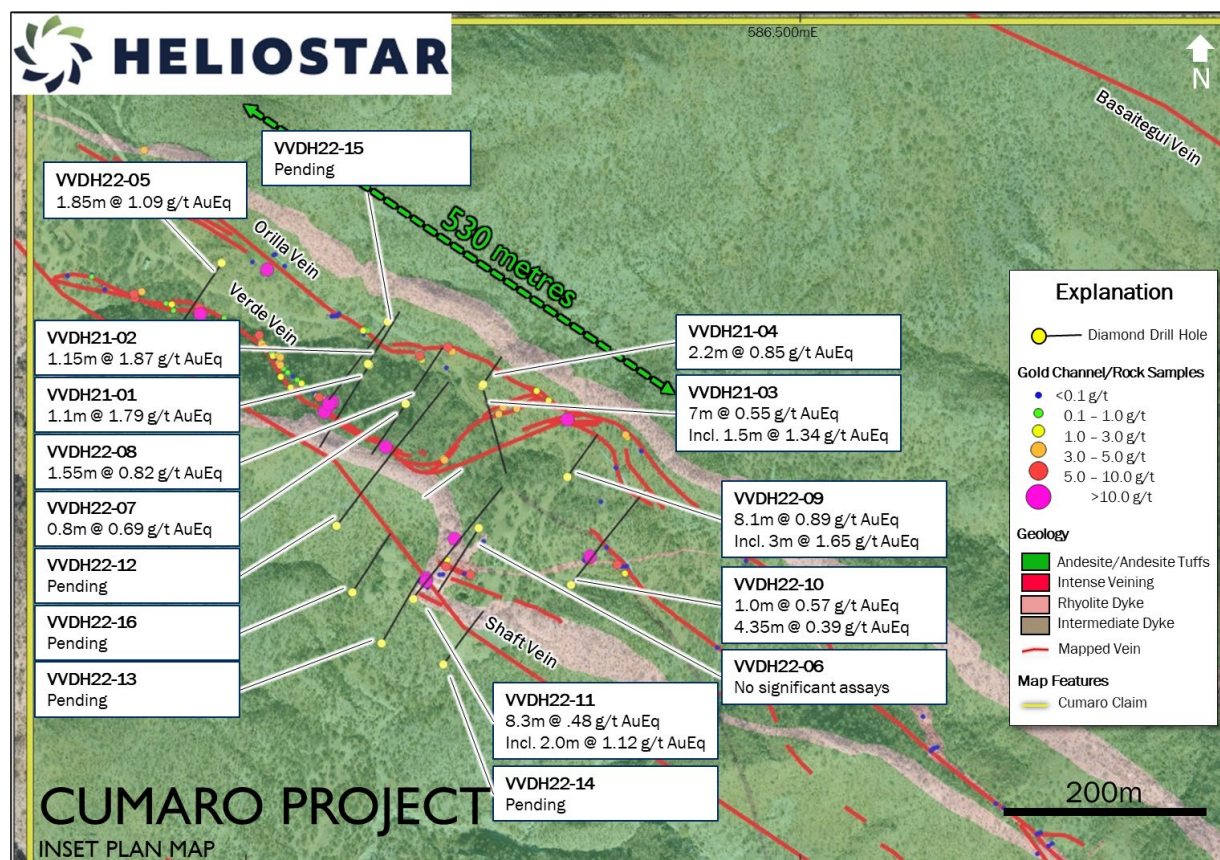 HELIOSTAR
586,500mE
N
Basaitegui Vein
VVDH22-15
Pending
VVDH22-05
1.85m @ 1.09 g/t AuEq
Orilla Vein
530 metres
Verde Vein
VVDH21-02
1.15m @ 1.87 g/t AuEq
VVDH21-01
1.1m @ 1.79 g/t AuEq
VVDH22-08
1.55m @ 0.82 g/t AuEq
VVDH22-07
0.8m @ 0.69 g/t AuEq
VVDH22-12
Pending
VVDH22-16
Pending
VVDH22-13
Pending
VVDH21-04
2.2m @ 0.85 g/t AuEq
VVDH21-03
7m @ 0.55 g/t AuEq
Incl. 1.5m @ 1.34 g/t AuEq
VVDH22-09
8.1m @ 0.89 g/t AuEq
Incl. 3m @ 1.65 g/t AuEq
VVDH22-10
1.0m @ 0.57 g/t AuEq
4.35m @ 0.39 g/t AuEq
VVDH22-06
No significant assays
Shaft Vein
VVDH22-11
8.3m @ .48 g/t AuEq
Incl. 2.0m @ 1.12 g/t AuEq
VVDH22-14
Pending
Explanation
Diamond Drill Hole
Gold Channel/Rock Samples
<0.1 g/t
0.1 – 1.0 g/t
1.0 – 3.0 g/t
3.0 – 5.0 g/t
5.0 – 10.0 g/t
>10.0 g/t
Geology
Andesite/Andesite Tuffs
Intense Veining
Rhyolite Dyke
Intermediate Dyke
Mapped Vein
Map Features
Cumaro Claim
200m
CUMARO PROJECT
INSET PLAN MAP